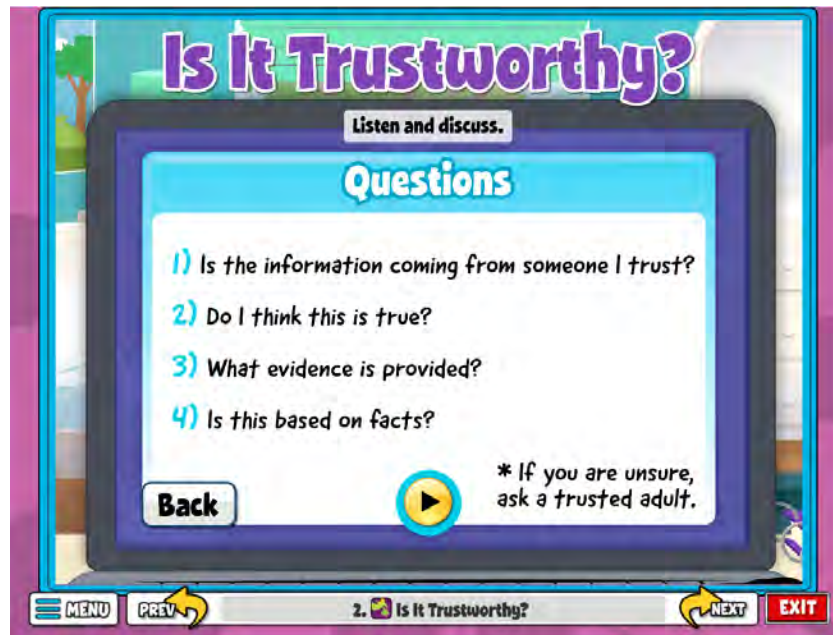 Is It Trustworthy?
Listen and discuss.
Questions
1) Is the information coming from someone I trust?
2) Do I think this is true?
3) What evidence is provided?
4) Is this based on facts?
* If you are unsure,
ask a trusted adult.
Back
MENU PREV 2. Is It Trustworthy? NEXT EXIT